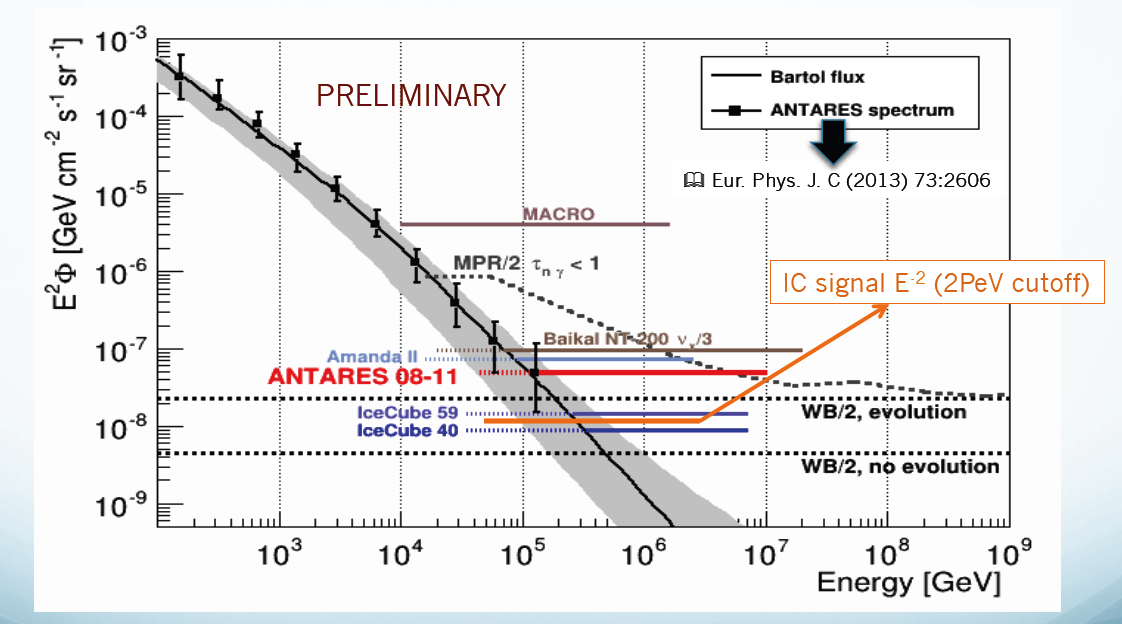 10⁻³
10⁻⁴
10⁻⁵
10⁻⁶
10⁻⁷
10⁻⁸
10⁻⁹
E²Φ [GeV cm⁻² s⁻¹ sr⁻¹]
PRELIMINARY
Bartol flux
ANTARES spectrum
🕮 Eur. Phys. J. C (2013) 73:2606
MACRO
MPR/2 τₙ ᵧ < 1
IC signal E⁻² (2PeV cutoff)
Baikal NT-200 νₓ/3
Amanda II
ANTARES 08-11
WB/2, evolution
IceCube 59
IceCube 40
WB/2, no evolution
10³ 10⁴ 10⁵ 10⁶ 10⁷ 10⁸ 10⁹
Energy [GeV]